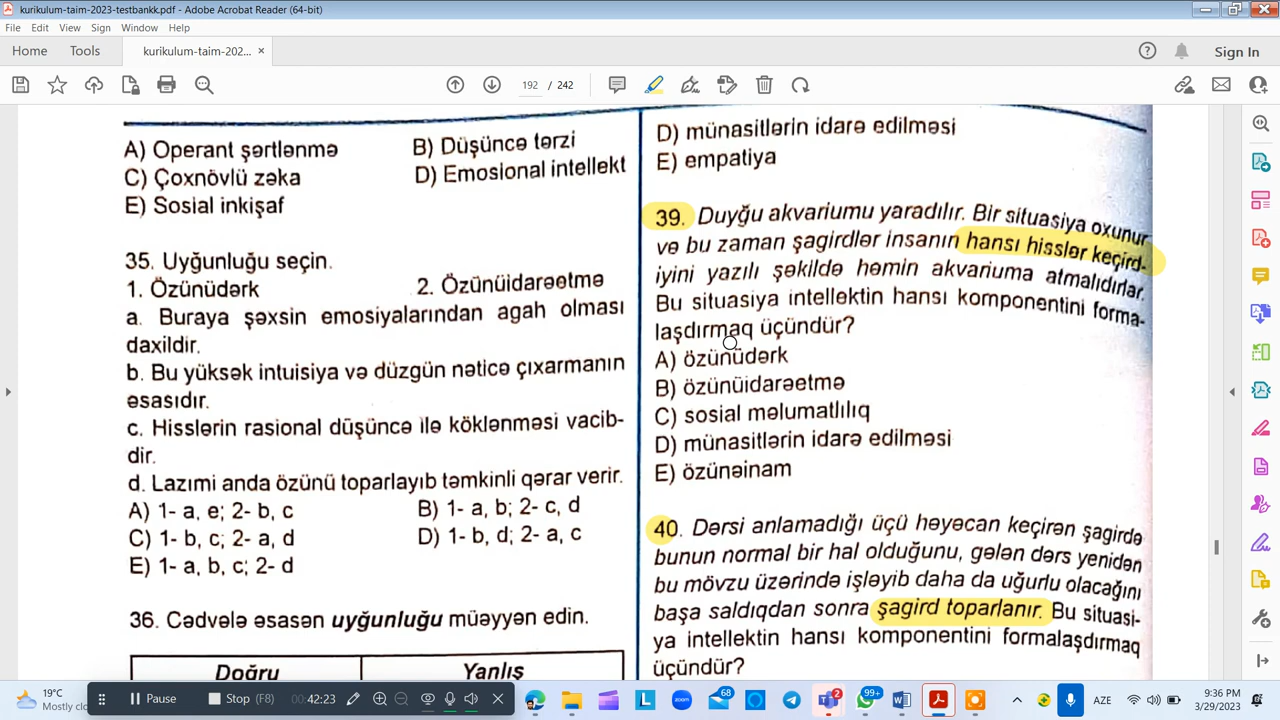 kurikulum-taim-2023-testbankk.pdf - Adobe Acrobat Reader (64-bit)
File Edit View Sign Window Help
Home Tools kurikulum-taim-202... × Sign In
192 / 242
A) Operant şərtlənmə B) Düşüncə tərzi
C) Çoxnövlü zəka D) Emosional intellekt
E) Sosial inkişaf
35. Uyğunluğu seçin.
1. Özünüdərk 2. Özünüidarəetmə
a. Buraya şəxsin emosiyalarından agah olması
daxildir.
b. Bu yüksək intuisiya və düzgün nəticə çıxarmanın
əsasıdır.
c. Hisslərin rasional düşüncə ilə köklənməsi vacib-
dir.
d. Lazımi anda özünü toparlayıb təmkinli qərar verir.
A) 1- a, e; 2- b, c B) 1- a, b; 2- c, d
C) 1- b, c; 2- a, d D) 1- b, d; 2- a, c
E) 1- a, b, c; 2- d
36. Cədvələ əsasən uyğunluğu müəyyən edin.
Doğru Yanlış
D) münasitlərin idarə edilməsi
E) empatiya
39. Duyğu akvariumu yaradılır. Bir situasiya oxunur
və bu zaman şagirdlər insanın hansı hisslər keçird-
iyini yazılı şəkildə həmin akvariuma atmalıdırlar.
Bu situasiya intellektin hansı komponentini forma-
laşdırmaq üçündür?
A) özünüdərk
B) özünüidarəetmə
C) sosial məlumatlılıq
D) münasitlərin idarə edilməsi
E) özünəinam
40. Dərsi anlamadığı üçü həyəcan keçirən şagirdə
bunun normal bir hal olduğunu, gələn dərs yenidən
bu mövzu üzərində işləyib daha da uğurlu olacağını
başa saldıqdan sonra şagird toparlanır. Bu situasi-
ya intellektin hansı komponentini formalaşdırmaq
üçündür?
19°C
Mostly clo
Pause Stop (F8) 00:42:23
68
2
99+
AZE
9:36 PM
3/29/2023